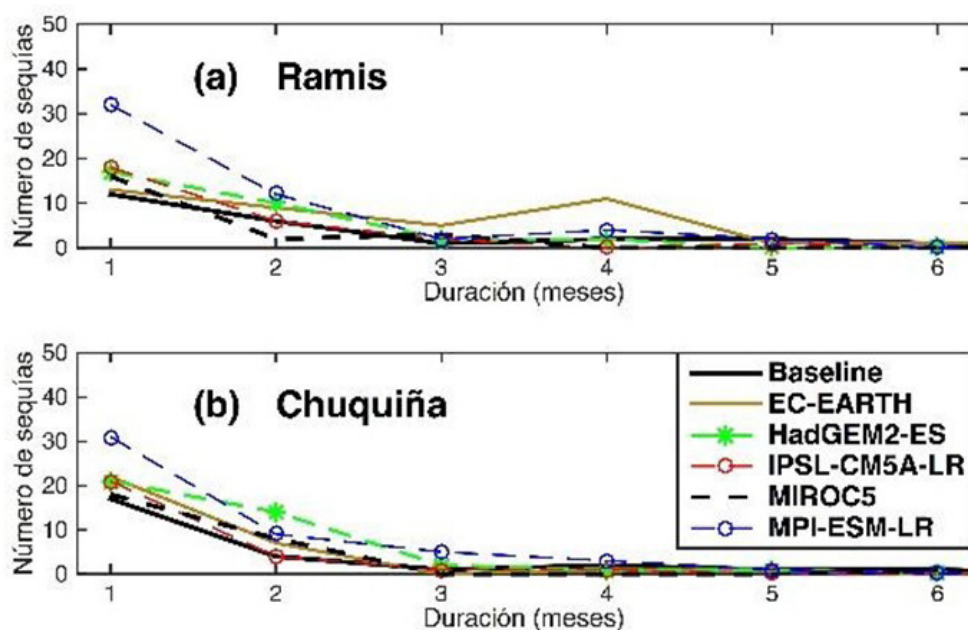 50
40
30
20
10
0
Número de sequías
(a) Ramis
1 2 3 4 5 6
Duración (meses)
50
40
30
20
10
0
Número de sequías
(b) Chuquiña
Baseline
EC-EARTH
HadGEM2-ES
IPSL-CM5A-LR
MIROC5
MPI-ESM-LR
1 2 3 4 5 6
Duración (meses)